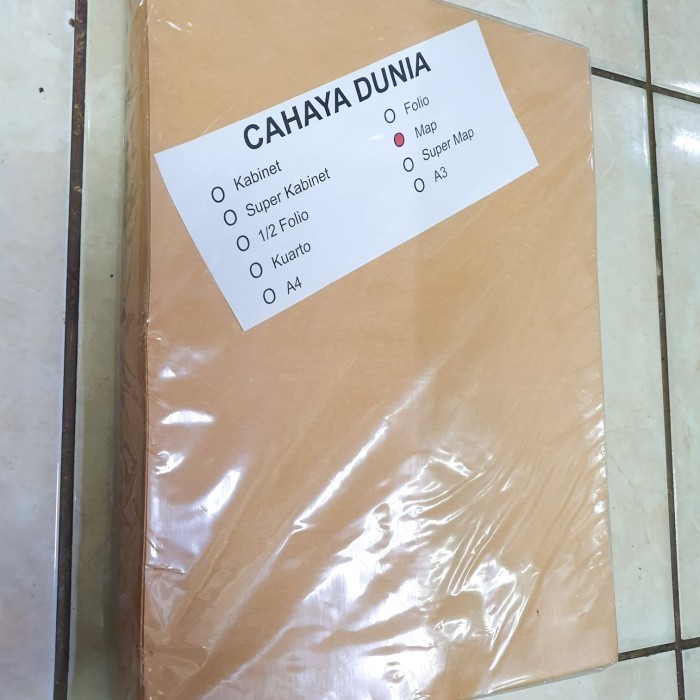 CAHAYA DUNIA
Kabinet
Super Kabinet
1/2 Folio
Kuarto
A4
Folio
Map
Super Map
A3